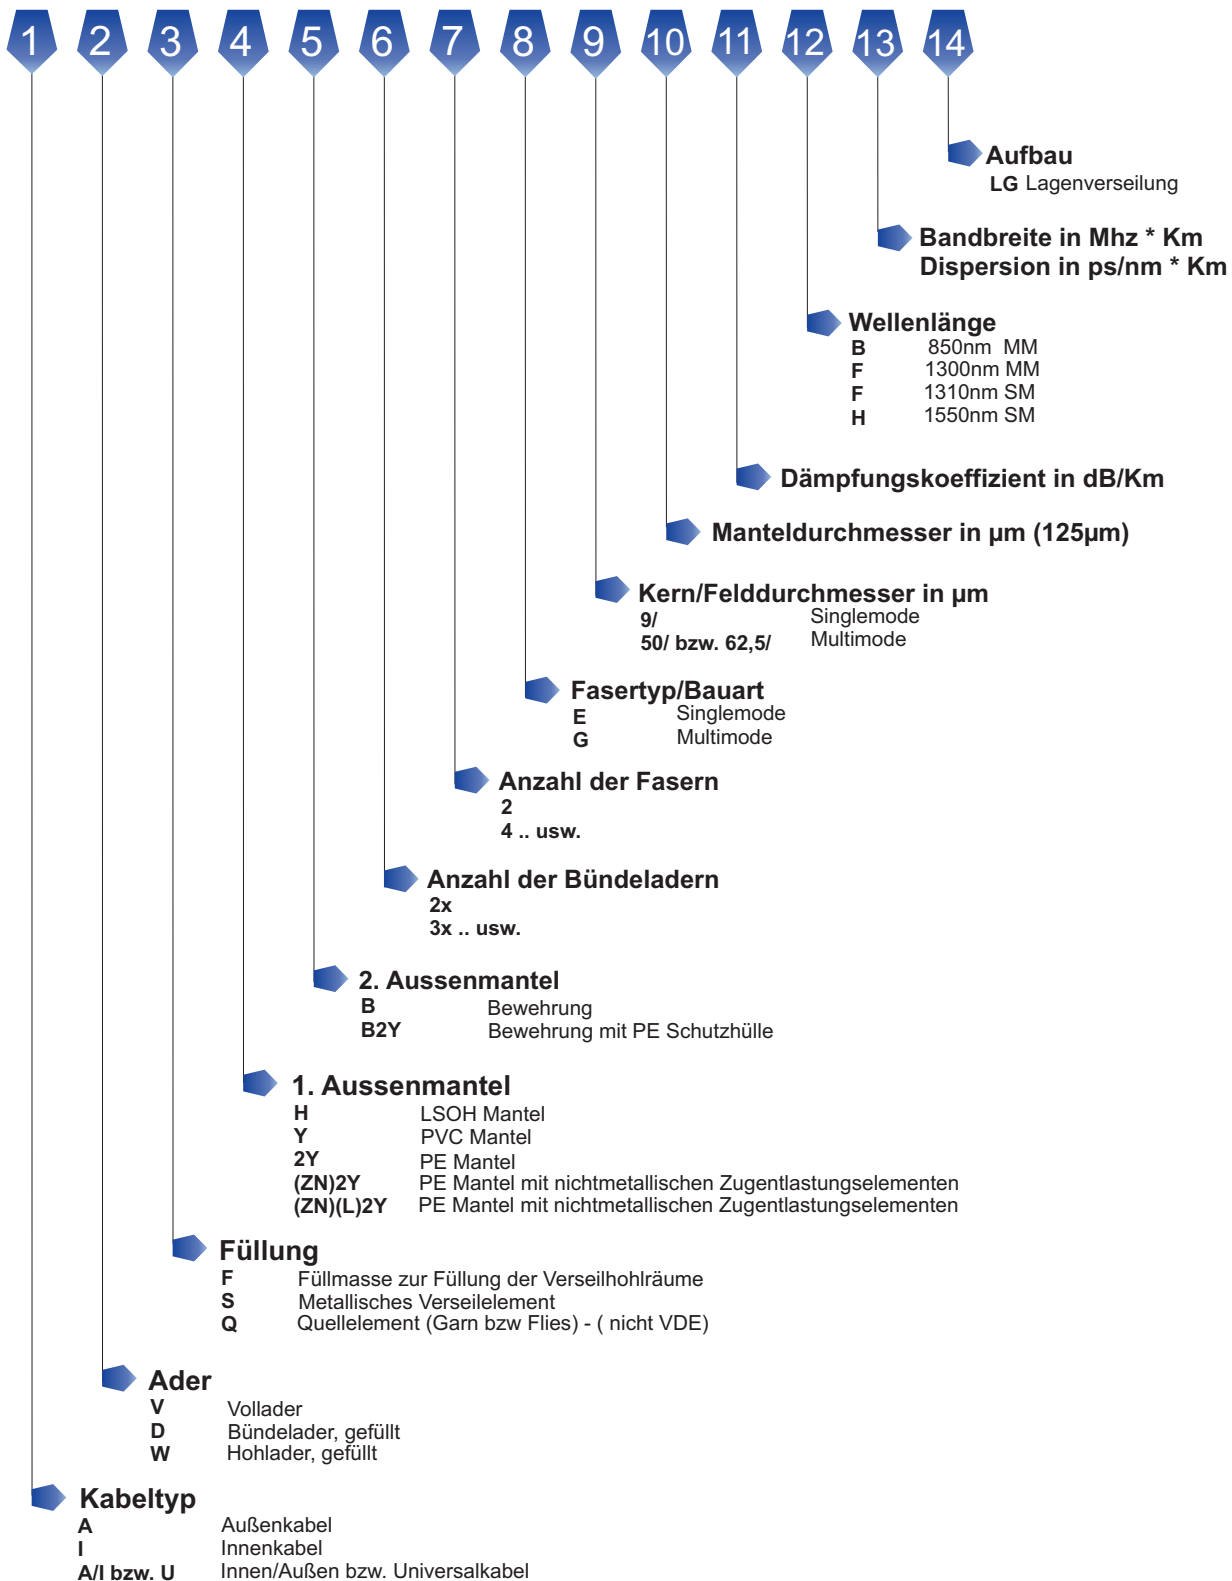 1 2 3 4 5 6 7 8 9 10 11 12 13 14
Aufbau
LG Lagenverseilung
Bandbreite in Mhz * Km
Dispersion in ps/nm * Km
Wellenlänge
B 850nm MM
F 1300nm MM
F 1310nm SM
H 1550nm SM
Dämpfungskoeffizient in dB/Km
Manteldurchmesser in µm (125µm)
Kern/Felddurchmesser in µm
9/ Singlemode
50/ bzw. 62,5/ Multimode
Fasertyp/Bauart
E Singlemode
G Multimode
Anzahl der Fasern
2
4 .. usw.
Anzahl der Bündeladern
2x
3x .. usw.
2. Aussenmantel
B Bewehrung
B2Y Bewehrung mit PE Schutzhülle
1. Aussenmantel
H LSOH Mantel
Y PVC Mantel
2Y PE Mantel
(ZN)2Y PE Mantel mit nichtmetallischen Zugentlastungselementen
(ZN)(L)2Y PE Mantel mit nichtmetallischen Zugentlastungselementen
Füllung
F Füllmasse zur Füllung der Verseilhohlräume
S Metallisches Verseilelement
Q Quellelement (Garn bzw Flies) - ( nicht VDE)
Ader
V Vollader
D Bündelader, gefüllt
W Hohlader, gefüllt
Kabeltyp
A Außenkabel
I Innenkabel
A/I bzw. U Innen/Außen bzw. Universalkabel